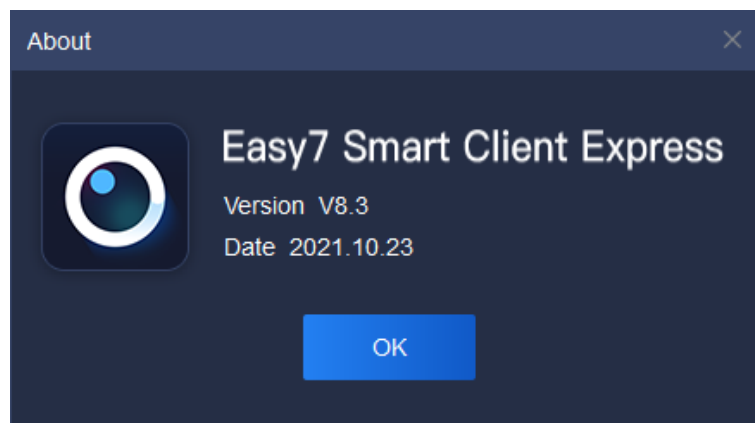 About
Easy7 Smart Client Express
Version V8.3
Date 2021.10.23
OK